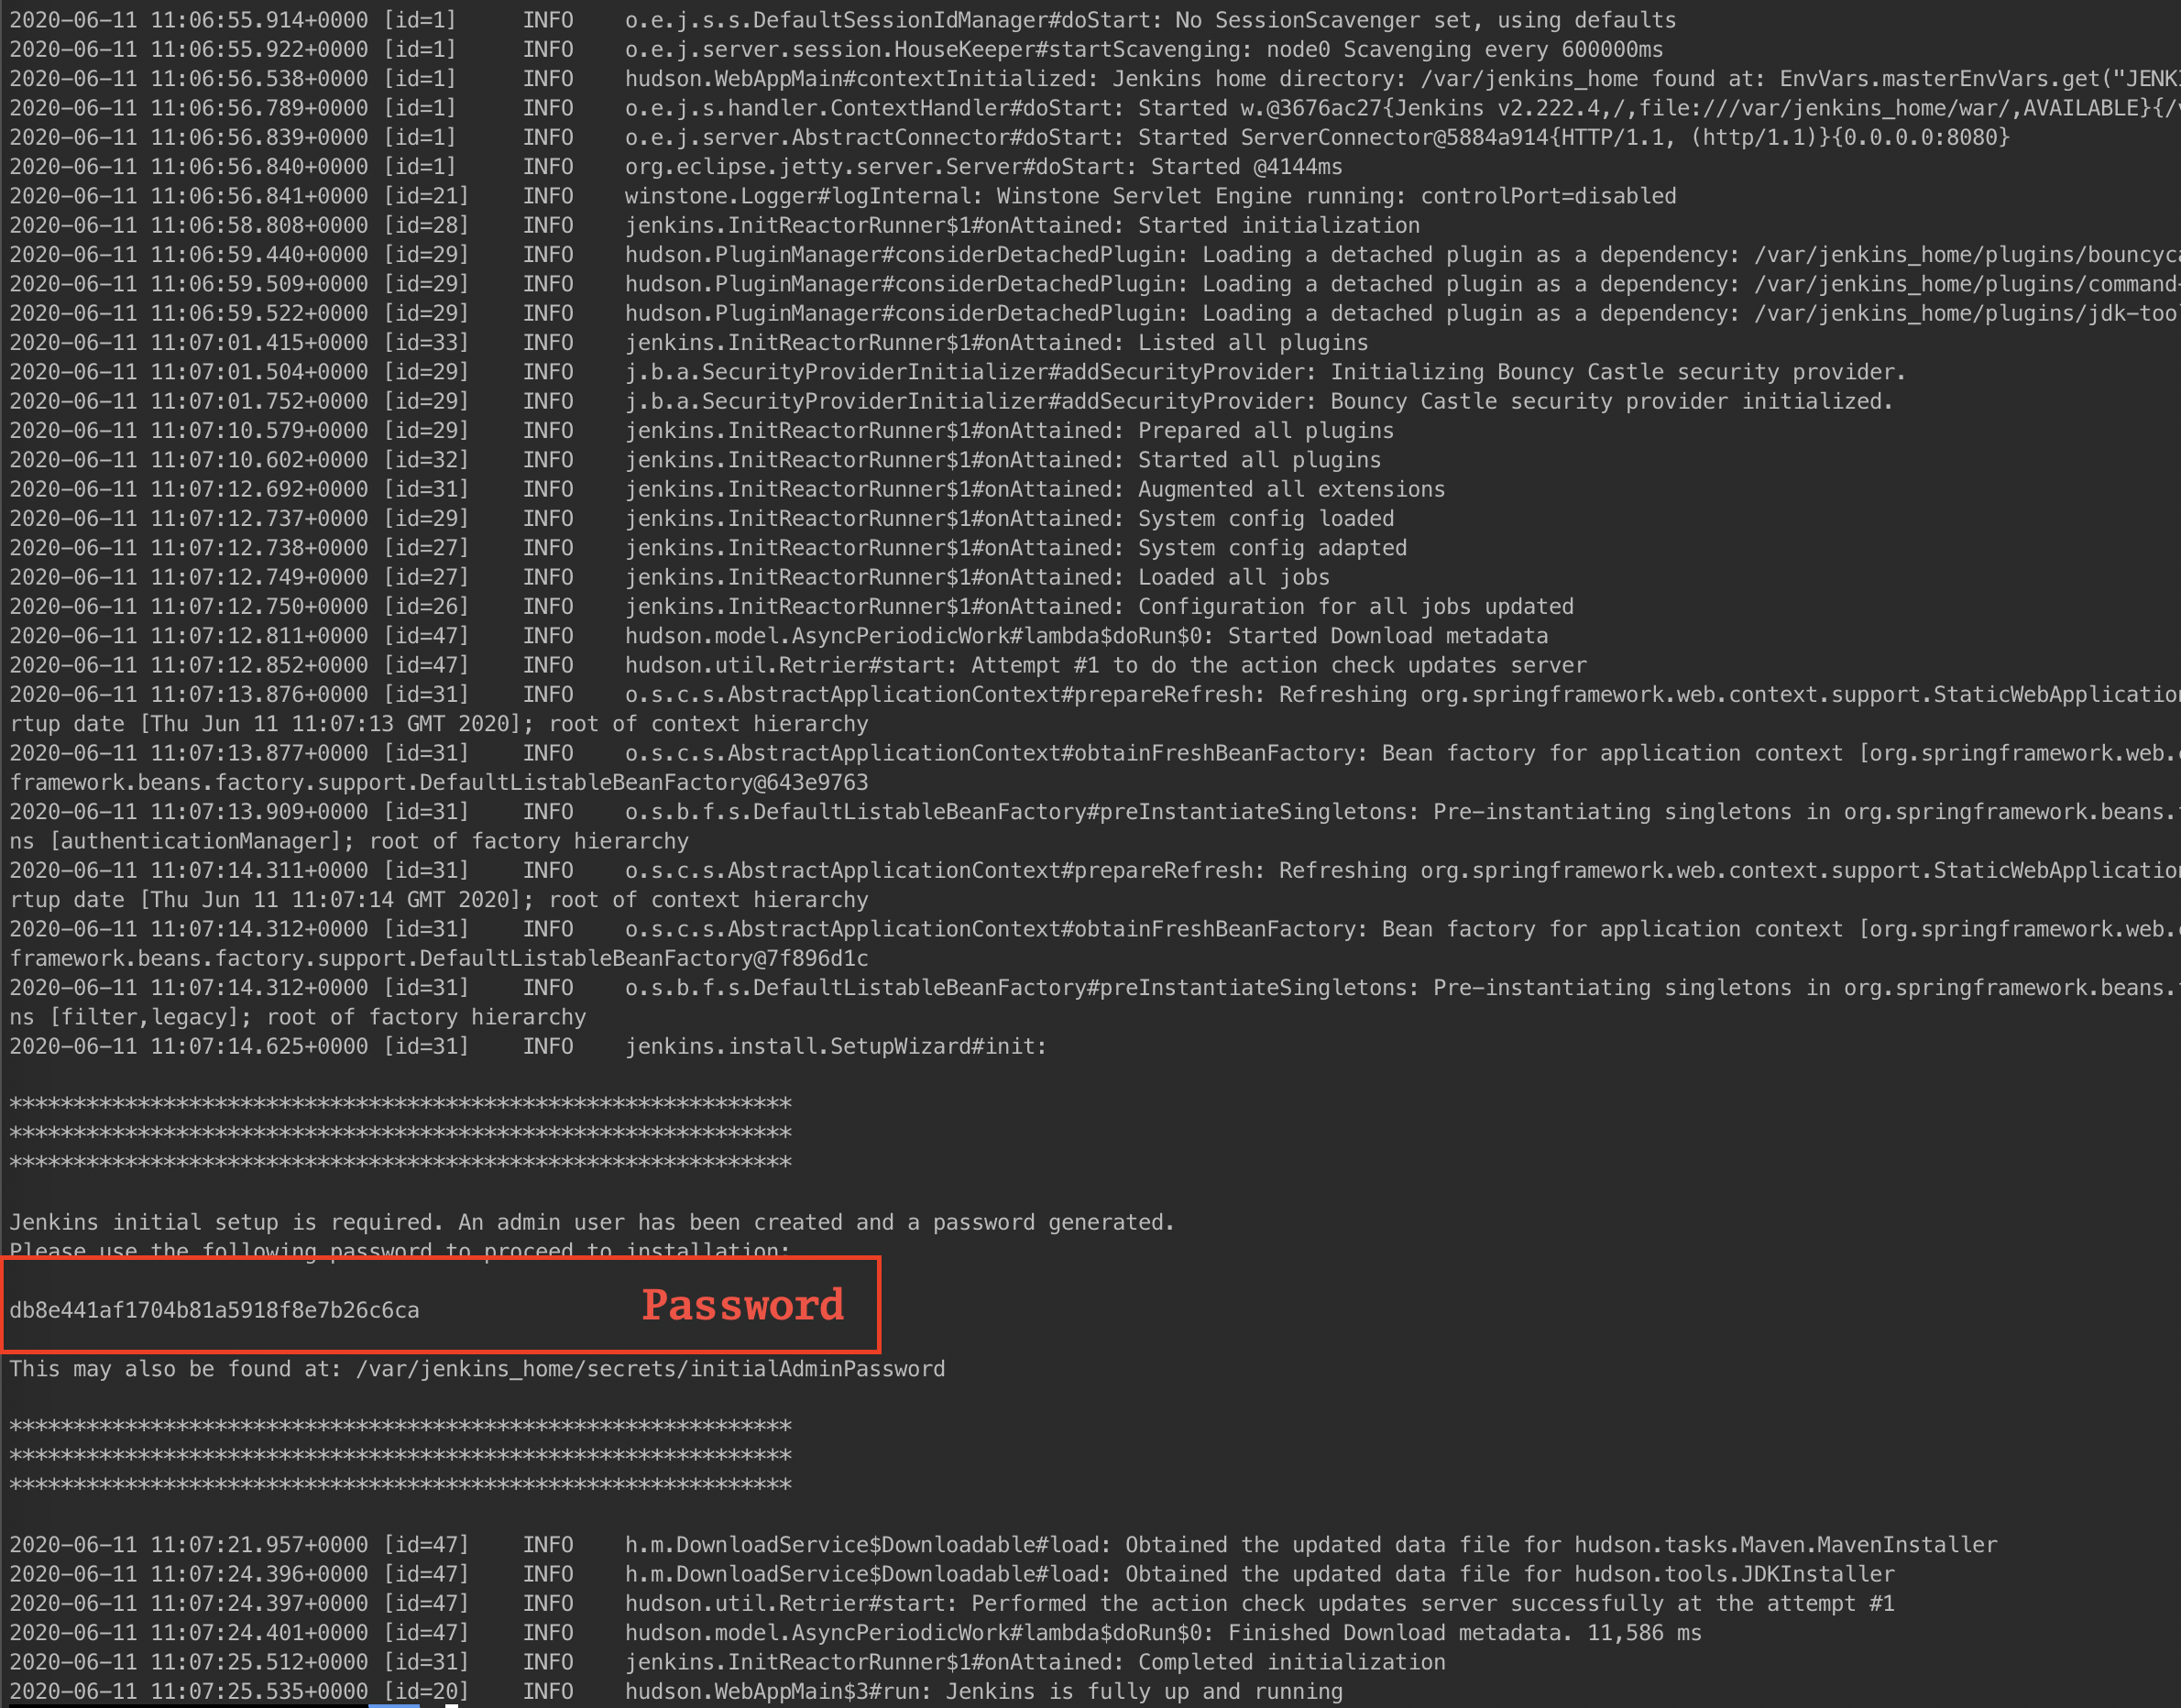 2020-06-11 11:06:55.914+0000 [id=1]    INFO    o.e.j.s.s.DefaultSessionIdManager#doStart: No SessionScavenger set, using defaults
2020-06-11 11:06:55.922+0000 [id=1]    INFO    o.e.j.server.session.HouseKeeper#startScavenging: node0 Scavenging every 600000ms
2020-06-11 11:06:56.538+0000 [id=1]    INFO    hudson.WebAppMain#contextInitialized: Jenkins home directory: /var/jenkins_home found at: EnvVars.masterEnvVars.get("JENK
2020-06-11 11:06:56.789+0000 [id=1]    INFO    o.e.j.s.handler.ContextHandler#doStart: Started w.@3676ac27{Jenkins v2.222.4,/,file:///var/jenkins_home/war/,AVAILABLE}{/
2020-06-11 11:06:56.839+0000 [id=1]    INFO    o.e.j.server.AbstractConnector#doStart: Started ServerConnector@5884a914{HTTP/1.1, (http/1.1)}{0.0.0.0:8080}
2020-06-11 11:06:56.840+0000 [id=1]    INFO    org.eclipse.jetty.server.Server#doStart: Started @4144ms
2020-06-11 11:06:56.841+0000 [id=21]    INFO    winstone.Logger#logInternal: Winstone Servlet Engine running: controlPort=disabled
2020-06-11 11:06:58.808+0000 [id=28]    INFO    jenkins.InitReactorRunner$1#onAttained: Started initialization
2020-06-11 11:06:59.440+0000 [id=29]    INFO    hudson.PluginManager#considerDetachedPlugin: Loading a detached plugin as a dependency: /var/jenkins_home/plugins/bouncyc
2020-06-11 11:06:59.509+0000 [id=29]    INFO    hudson.PluginManager#considerDetachedPlugin: Loading a detached plugin as a dependency: /var/jenkins_home/plugins/command-
2020-06-11 11:06:59.522+0000 [id=29]    INFO    hudson.PluginManager#considerDetachedPlugin: Loading a detached plugin as a dependency: /var/jenkins_home/plugins/jdk-too
2020-06-11 11:07:01.415+0000 [id=33]    INFO    jenkins.InitReactorRunner$1#onAttained: Listed all plugins
2020-06-11 11:07:01.504+0000 [id=29]    INFO    j.b.a.SecurityProviderInitializer#addSecurityProvider: Initializing Bouncy Castle security provider.
2020-06-11 11:07:01.752+0000 [id=29]    INFO    j.b.a.SecurityProviderInitializer#addSecurityProvider: Bouncy Castle security provider initialized.
2020-06-11 11:07:10.579+0000 [id=29]    INFO    jenkins.InitReactorRunner$1#onAttained: Prepared all plugins
2020-06-11 11:07:10.602+0000 [id=32]    INFO    jenkins.InitReactorRunner$1#onAttained: Started all plugins
2020-06-11 11:07:12.692+0000 [id=31]    INFO    jenkins.InitReactorRunner$1#onAttained: Augmented all extensions
2020-06-11 11:07:12.737+0000 [id=29]    INFO    jenkins.InitReactorRunner$1#onAttained: System config loaded
2020-06-11 11:07:12.738+0000 [id=27]    INFO    jenkins.InitReactorRunner$1#onAttained: System config adapted
2020-06-11 11:07:12.749+0000 [id=27]    INFO    jenkins.InitReactorRunner$1#onAttained: Loaded all jobs
2020-06-11 11:07:12.750+0000 [id=26]    INFO    jenkins.InitReactorRunner$1#onAttained: Configuration for all jobs updated
2020-06-11 11:07:12.811+0000 [id=47]    INFO    hudson.model.AsyncPeriodicWork#lambda$doRun$0: Started Download metadata
2020-06-11 11:07:12.852+0000 [id=47]    INFO    hudson.util.Retrier#start: Attempt #1 to do the action check updates server
2020-06-11 11:07:13.876+0000 [id=31]    INFO    o.s.c.s.AbstractApplicationContext#prepareRefresh: Refreshing org.springframework.web.context.support.StaticWebApplication
rtup date [Thu Jun 11 11:07:13 GMT 2020]; root of context hierarchy
2020-06-11 11:07:13.877+0000 [id=31]    INFO    o.s.c.s.AbstractApplicationContext#obtainFreshBeanFactory: Bean factory for application context [org.springframework.web.
framework.beans.factory.support.DefaultListableBeanFactory@643e9763
2020-06-11 11:07:13.909+0000 [id=31]    INFO    o.s.b.f.s.DefaultListableBeanFactory#preInstantiateSingletons: Pre-instantiating singletons in org.springframework.beans.
ns [authenticationManager]; root of factory hierarchy
2020-06-11 11:07:14.311+0000 [id=31]    INFO    o.s.c.s.AbstractApplicationContext#prepareRefresh: Refreshing org.springframework.web.context.support.StaticWebApplication
rtup date [Thu Jun 11 11:07:14 GMT 2020]; root of context hierarchy
2020-06-11 11:07:14.312+0000 [id=31]    INFO    o.s.c.s.AbstractApplicationContext#obtainFreshBeanFactory: Bean factory for application context [org.springframework.web.
framework.beans.factory.support.DefaultListableBeanFactory@7f896d1c
2020-06-11 11:07:14.312+0000 [id=31]    INFO    o.s.b.f.s.DefaultListableBeanFactory#preInstantiateSingletons: Pre-instantiating singletons in org.springframework.beans.
ns [filter,legacy]; root of factory hierarchy
2020-06-11 11:07:14.625+0000 [id=31]    INFO    jenkins.install.SetupWizard#init:
*************************************************************
*************************************************************
*************************************************************
Jenkins initial setup is required. An admin user has been created and a password generated.
Please use the following password to proceed to installation:
db8e441af1704b81a5918f8e7b26c6ca    Password
This may also be found at: /var/jenkins_home/secrets/initialAdminPassword
*************************************************************
*************************************************************
*************************************************************
2020-06-11 11:07:21.957+0000 [id=47]    INFO    h.m.DownloadService$Downloadable#load: Obtained the updated data file for hudson.tasks.Maven.MavenInstaller
2020-06-11 11:07:24.396+0000 [id=47]    INFO    h.m.DownloadService$Downloadable#load: Obtained the updated data file for hudson.tools.JDKInstaller
2020-06-11 11:07:24.397+0000 [id=47]    INFO    hudson.util.Retrier#start: Performed the action check updates server successfully at the attempt #1
2020-06-11 11:07:24.401+0000 [id=47]    INFO    hudson.model.AsyncPeriodicWork#lambda$doRun$0: Finished Download metadata. 11,586 ms
2020-06-11 11:07:25.512+0000 [id=31]    INFO    jenkins.InitReactorRunner$1#onAttained: Completed initialization
2020-06-11 11:07:25.535+0000 [id=20]    INFO    hudson.WebAppMain$3#run: Jenkins is fully up and running